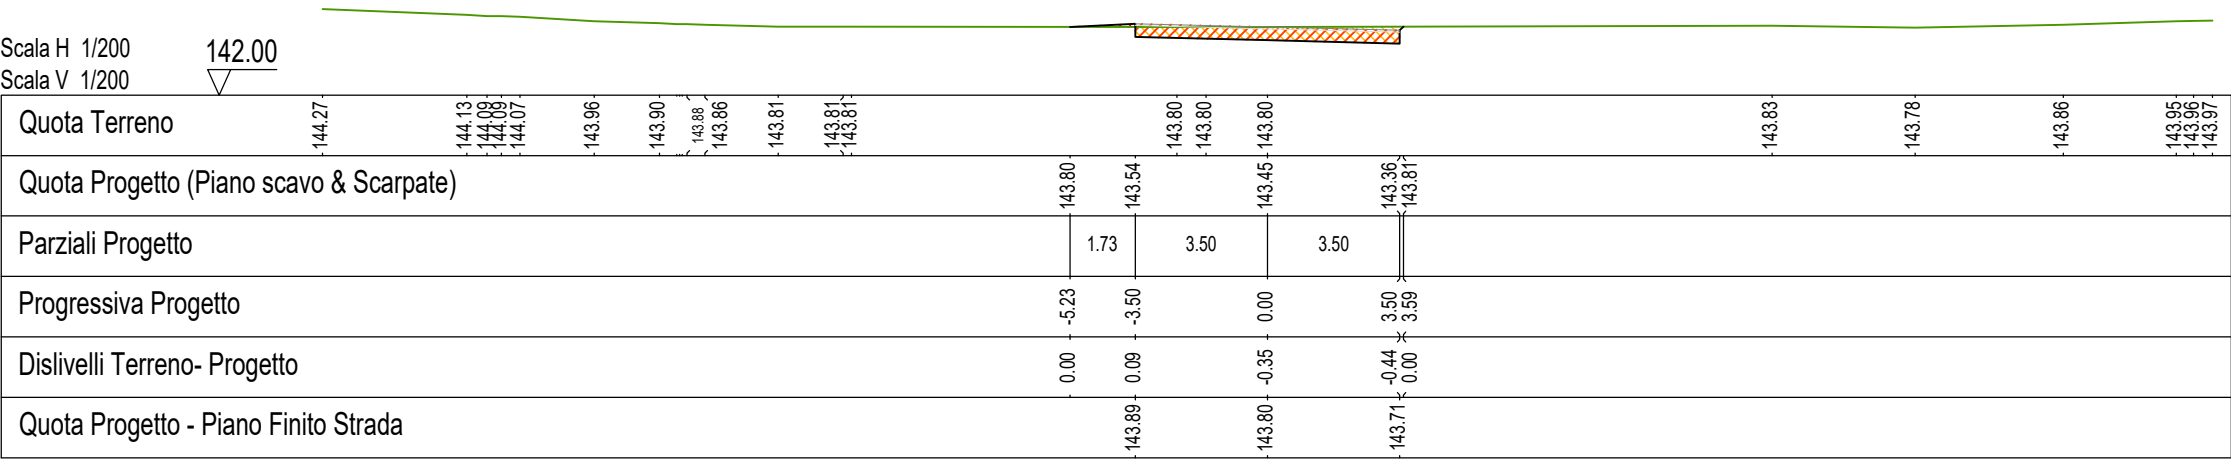 Scala H 1/200
142.00
Scala V 1/200
Quota Terreno
144.27 144.13 144.09 144.09 144.07 143.96 143.90 143.88 143.86 143.81 143.81 143.81 143.80 143.80 143.80 143.83 143.78 143.86 143.95 143.96 143.97
Quota Progetto (Piano scavo & Scarpate)
143.80 143.54 143.45 143.36 143.81
Parziali Progetto
1.73 3.50 3.50
Progressiva Progetto
-5.23 -3.50 0.00 3.50 3.59
Dislivelli Terreno- Progetto
0.00 0.09 -0.35 -0.44 0.00
Quota Progetto - Piano Finito Strada
143.89 143.80 143.71